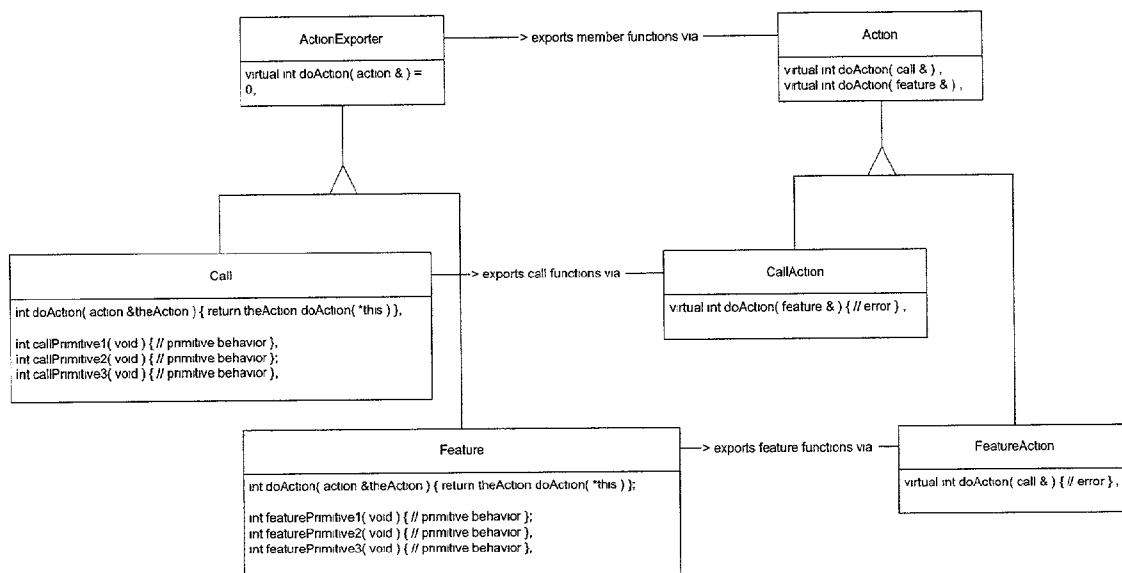 ActionExporter
> exports member functions via
Action
virtual int doAction( action & ) =
0,
virtual int doAction( call & ) ,
virtual int doAction( feature & ) ,
Call
> exports call functions via
CallAction
int doAction( action &theAction ) { return theAction doAction( *this ) },
int callPrimitive1( void ) { // primitive behavior },
int callPrimitive2( void ) { // primitive behavior };
int callPrimitive3( void ) { // primitive behavior },
virtual int doAction( feature & ) { // error } ,
Feature
> exports feature functions via
FeatureAction
int doAction( action &theAction ) { return theAction doAction( *this ) };
int featurePrimitive1( void ) { // primitive behavior };
int featurePrimitive2( void ) { // primitive behavior },
int featurePrimitive3( void ) { // primitive behavior },
virtual int doAction( call & ) { // error } ,